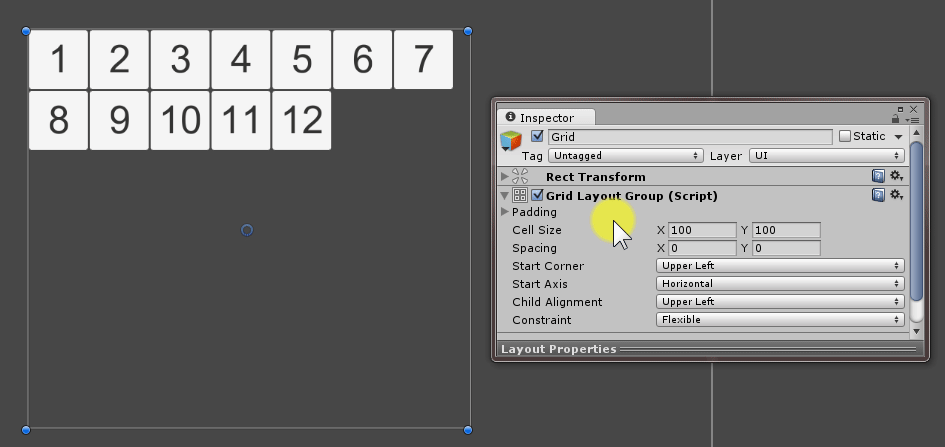 1 2 3 4 5 6 7
8 9 10 11 12
Inspector
Grid Static
Tag Untagged Layer UI
Rect Transform
Grid Layout Group (Script)
Padding
Cell Size X 100 Y 100
Spacing X 0 Y 0
Start Corner Upper Left
Start Axis Horizontal
Child Alignment Upper Left
Constraint Flexible
Layout Properties